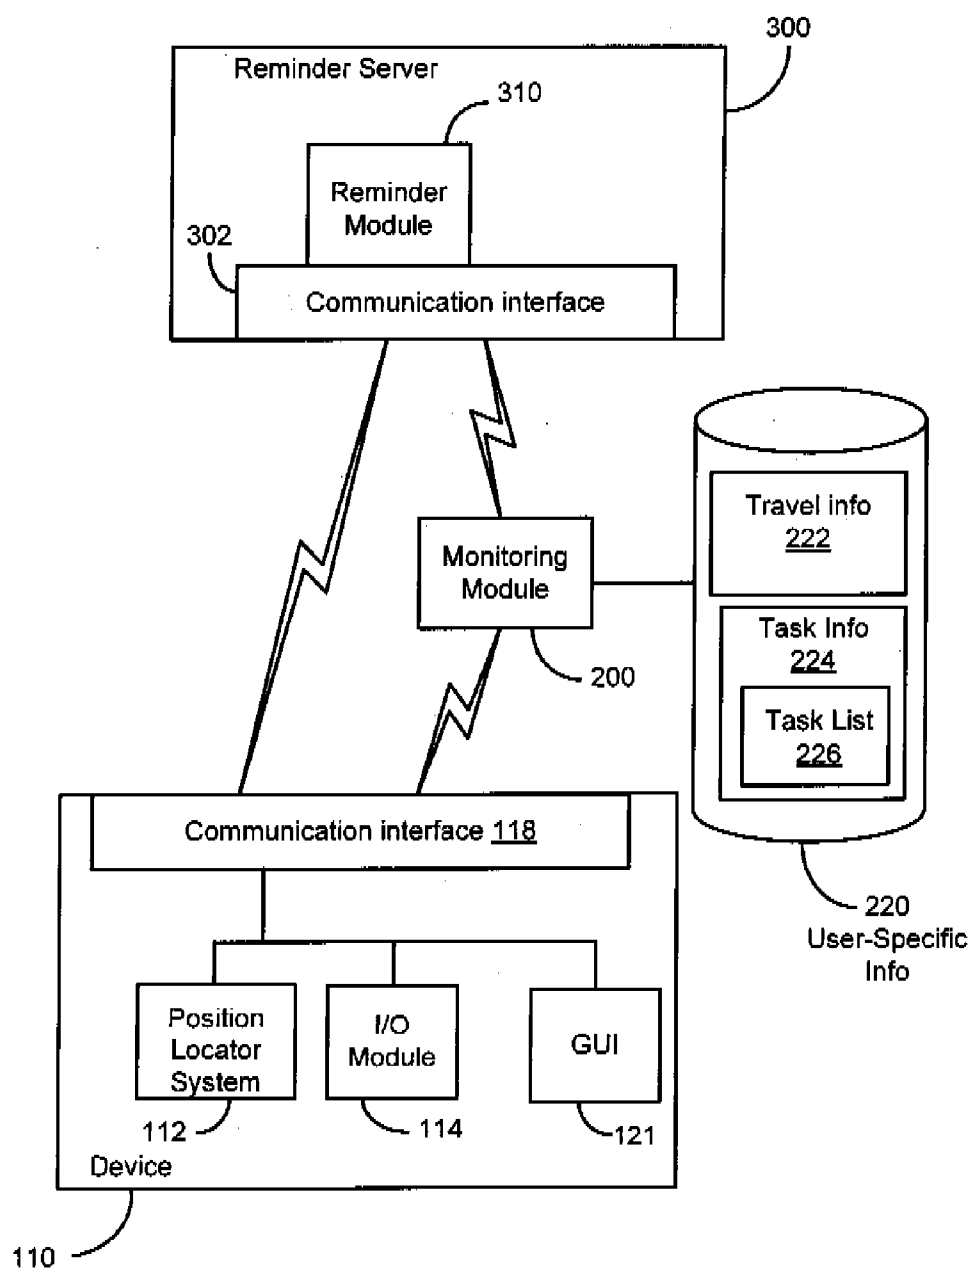 300
Reminder Server
310
Reminder
Module
302
Communication interface
Travel info
222
Monitoring
Module
Task Info
224
200
Task List
226
Communication interface 118
220
User-Specific
Info
Position
Locator
System
I/O
Module
GUI
112
114
121
Device
110